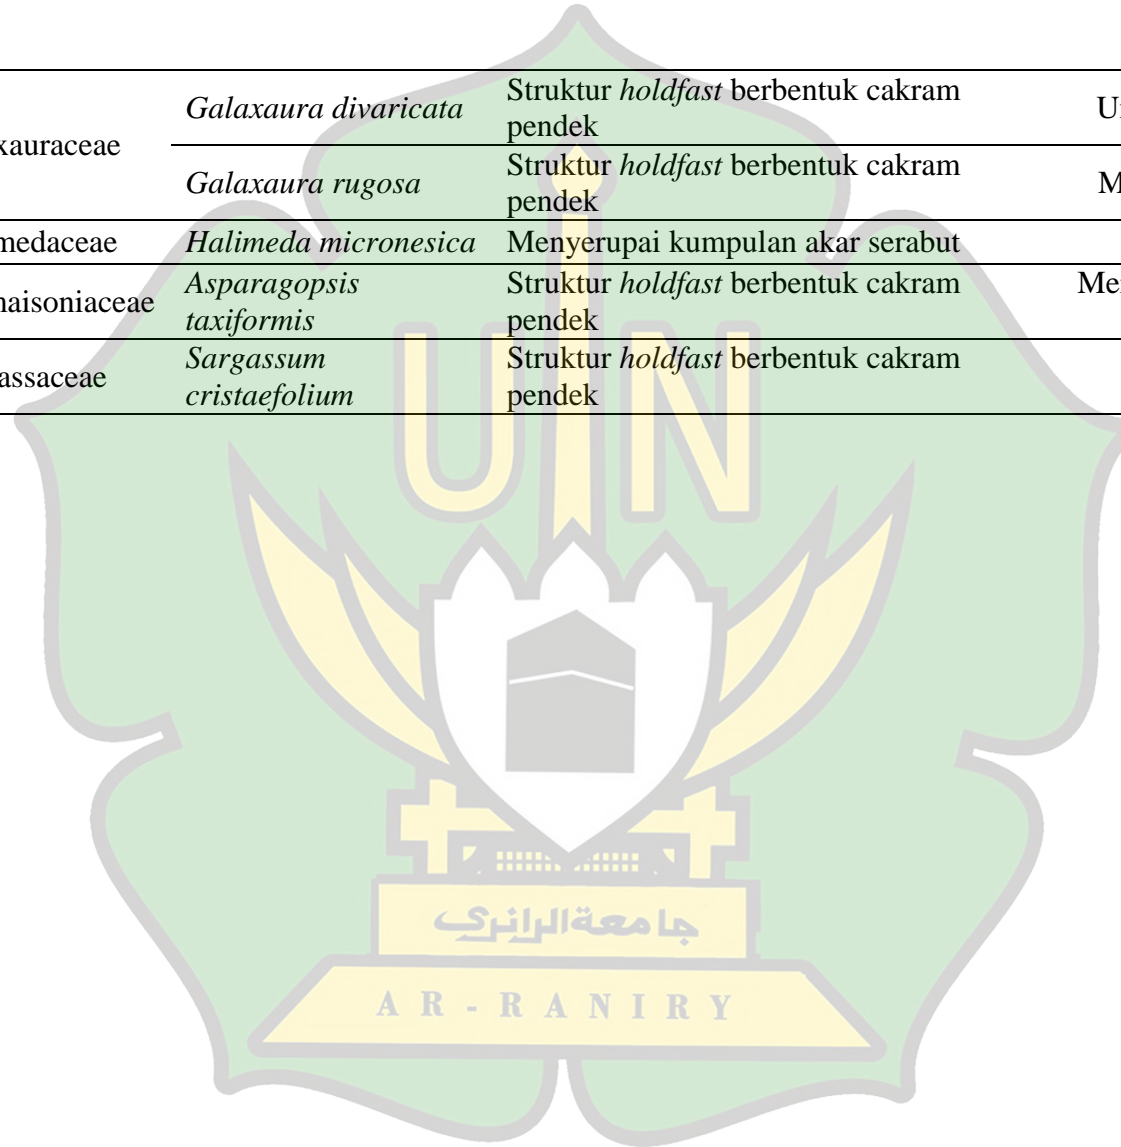 Galaxaura divaricata
Struktur holdfast berbentuk cakram
pendek
xauraceae
Galaxaura rugosa
Struktur holdfast berbentuk cakram
pendek
medaceae
Halimeda micronesica
Menyerupai kumpulan akar serabut
naisoniaceae
Asparagopsis
taxiformis
Struktur holdfast berbentuk cakram
pendek
assaceae
Sargassum
cristaefolium
Struktur holdfast berbentuk cakram
pendek
UIN
جامعة الرانري
AR-RANIRY